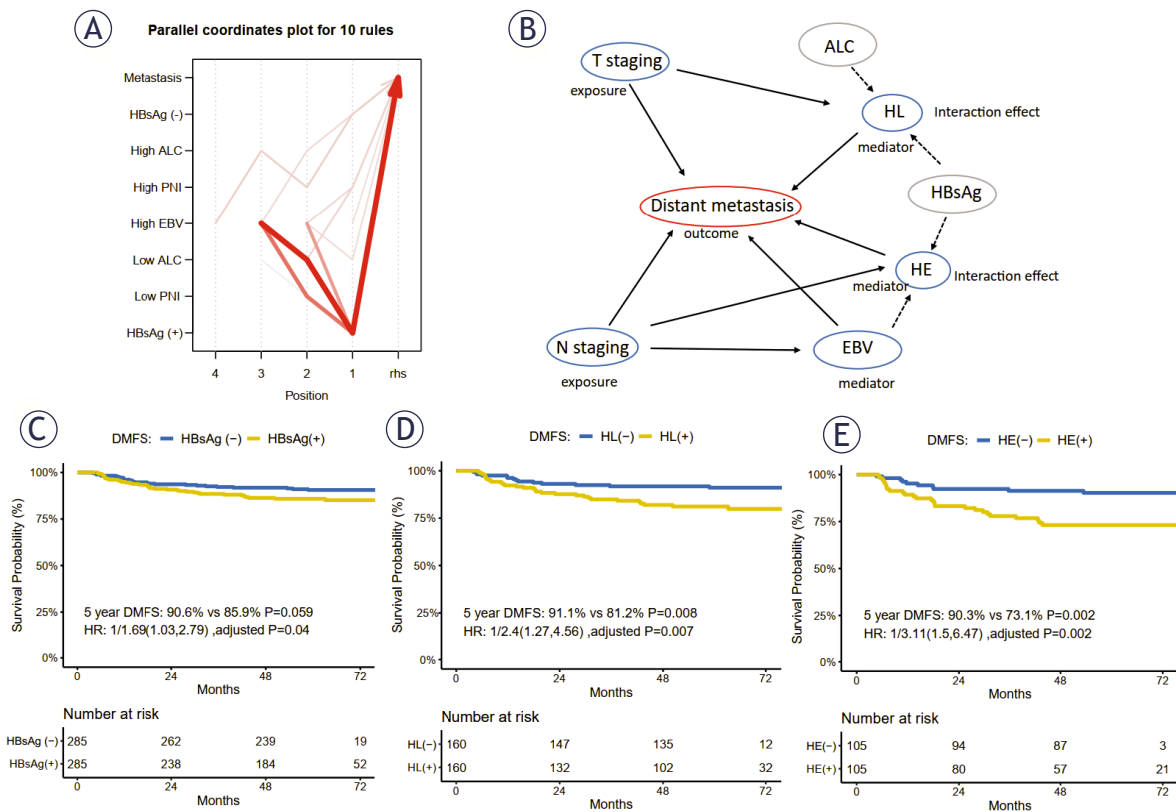 A
Parallel coordinates plot for 10 rules
Metastasis
HBsAg (-)
High ALC
High PNI
High EBV
Low ALC
Low PNI
HBsAg (+)
4 3 2 1 rhs
Position
B
ALC
T staging
exposure
HL
Interaction effect
mediator
HBsAg
Distant metastasis
outcome
HE
Interaction effect
mediator
N staging
exposure
EBV
mediator
C
DMFS: HBsAg (−) HBsAg(+)
Survival Probability (%)
100%
75%
50%
25%
0%
5 year DMFS: 90.6% vs 85.9% P=0.059
HR: 1/1.69(1.03,2.79) ,adjusted P=0.04
0 24 48 72
Months
Number at risk
HBsAg (−) 285 262 239 19
HBsAg(+) 285 238 184 52
0 24 48 72
Months
D
DMFS: HL(−) HL(+)
Survival Probability (%)
100%
75%
50%
25%
0%
5 year DMFS: 91.1% vs 81.2% P=0.008
HR: 1/2.4(1.27,4.56) ,adjusted P=0.007
0 24 48 72
Months
Number at risk
HL(−) 160 147 135 12
HL(+) 160 132 102 32
0 24 48 72
Months
E
DMFS: HE(−) HE(+)
Survival Probability (%)
100%
75%
50%
25%
0%
5 year DMFS: 90.3% vs 73.1% P=0.002
HR: 1/3.11(1.5,6.47) ,adjusted P=0.002
0 24 48 72
Months
Number at risk
HE(−) 105 94 87 3
HE(+) 105 80 57 21
0 24 48 72
Months